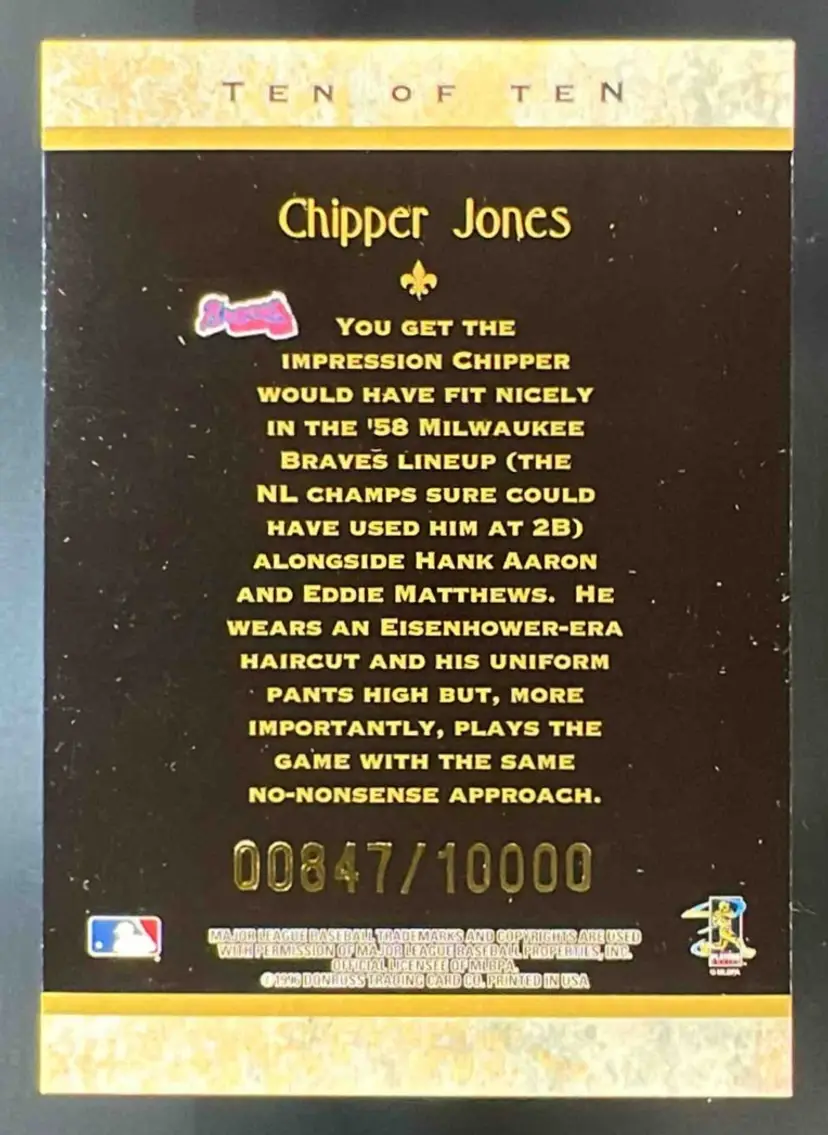 TEN OF TEN
Chipper Jones
Braves
YOU GET THE
IMPRESSION CHIPPER
WOULD HAVE FIT NICELY
IN THE '58 MILWAUKEE
BRAVES LINEUP (THE
NL CHAMPS SURE COULD
HAVE USED HIM AT 2B)
ALONGSIDE HANK AARON
AND EDDIE MATTHEWS. HE
WEARS AN EISENHOWER-ERA
HAIRCUT AND HIS UNIFORM
PANTS HIGH BUT, MORE
IMPORTANTLY, PLAYS THE
GAME WITH THE SAME
NO-NONSENSE APPROACH.
00847/10000
MAJOR LEAGUE BASEBALL TRADEMARKS AND COPYRIGHTS ARE USED
WITH PERMISSION OF MAJOR LEAGUE BASEBALL PROPERTIES, INC.
OFFICIAL LICENSEE OF MLBPA.
©1996 DONRUSS TRADING CARD CO. PRINTED IN USA
©MLBPA